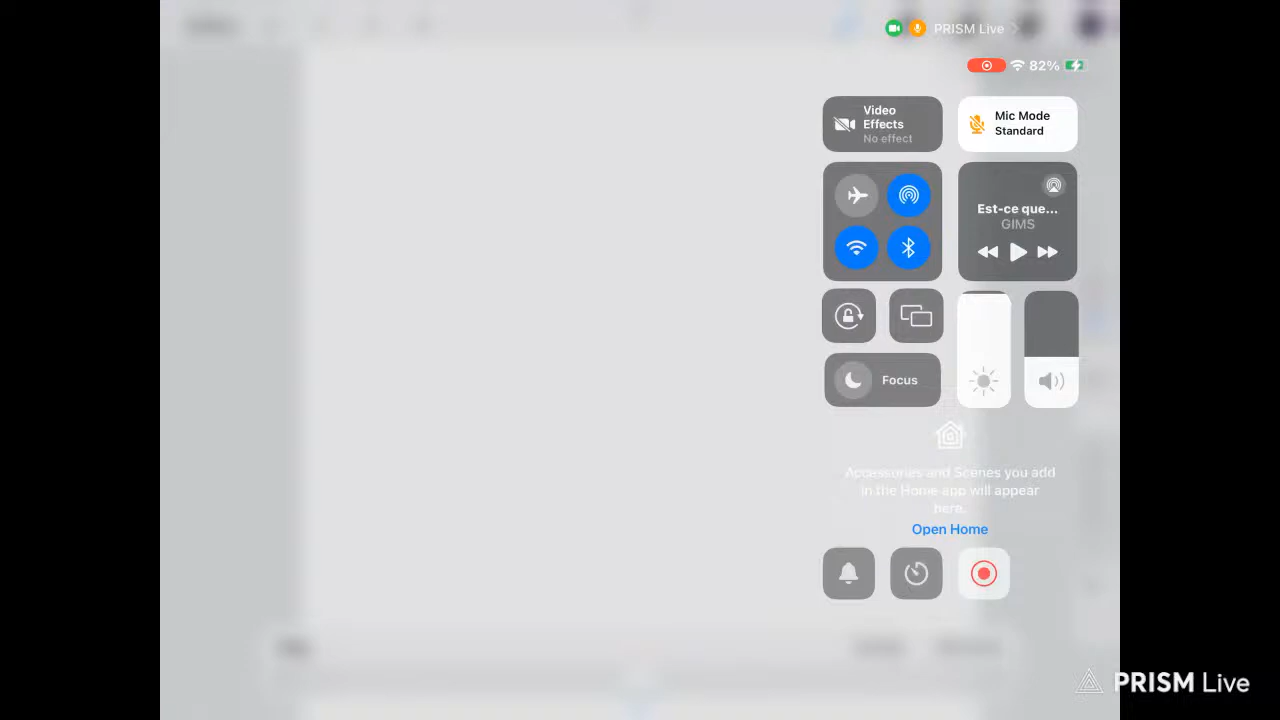 PRISM Live
82%
Video
Effects
No effect
Mic Mode
Standard
Est-ce que...
GIMS
Focus
Accessories and Scenes you add
in the Home app will appear
here.
Open Home
PRISM Live